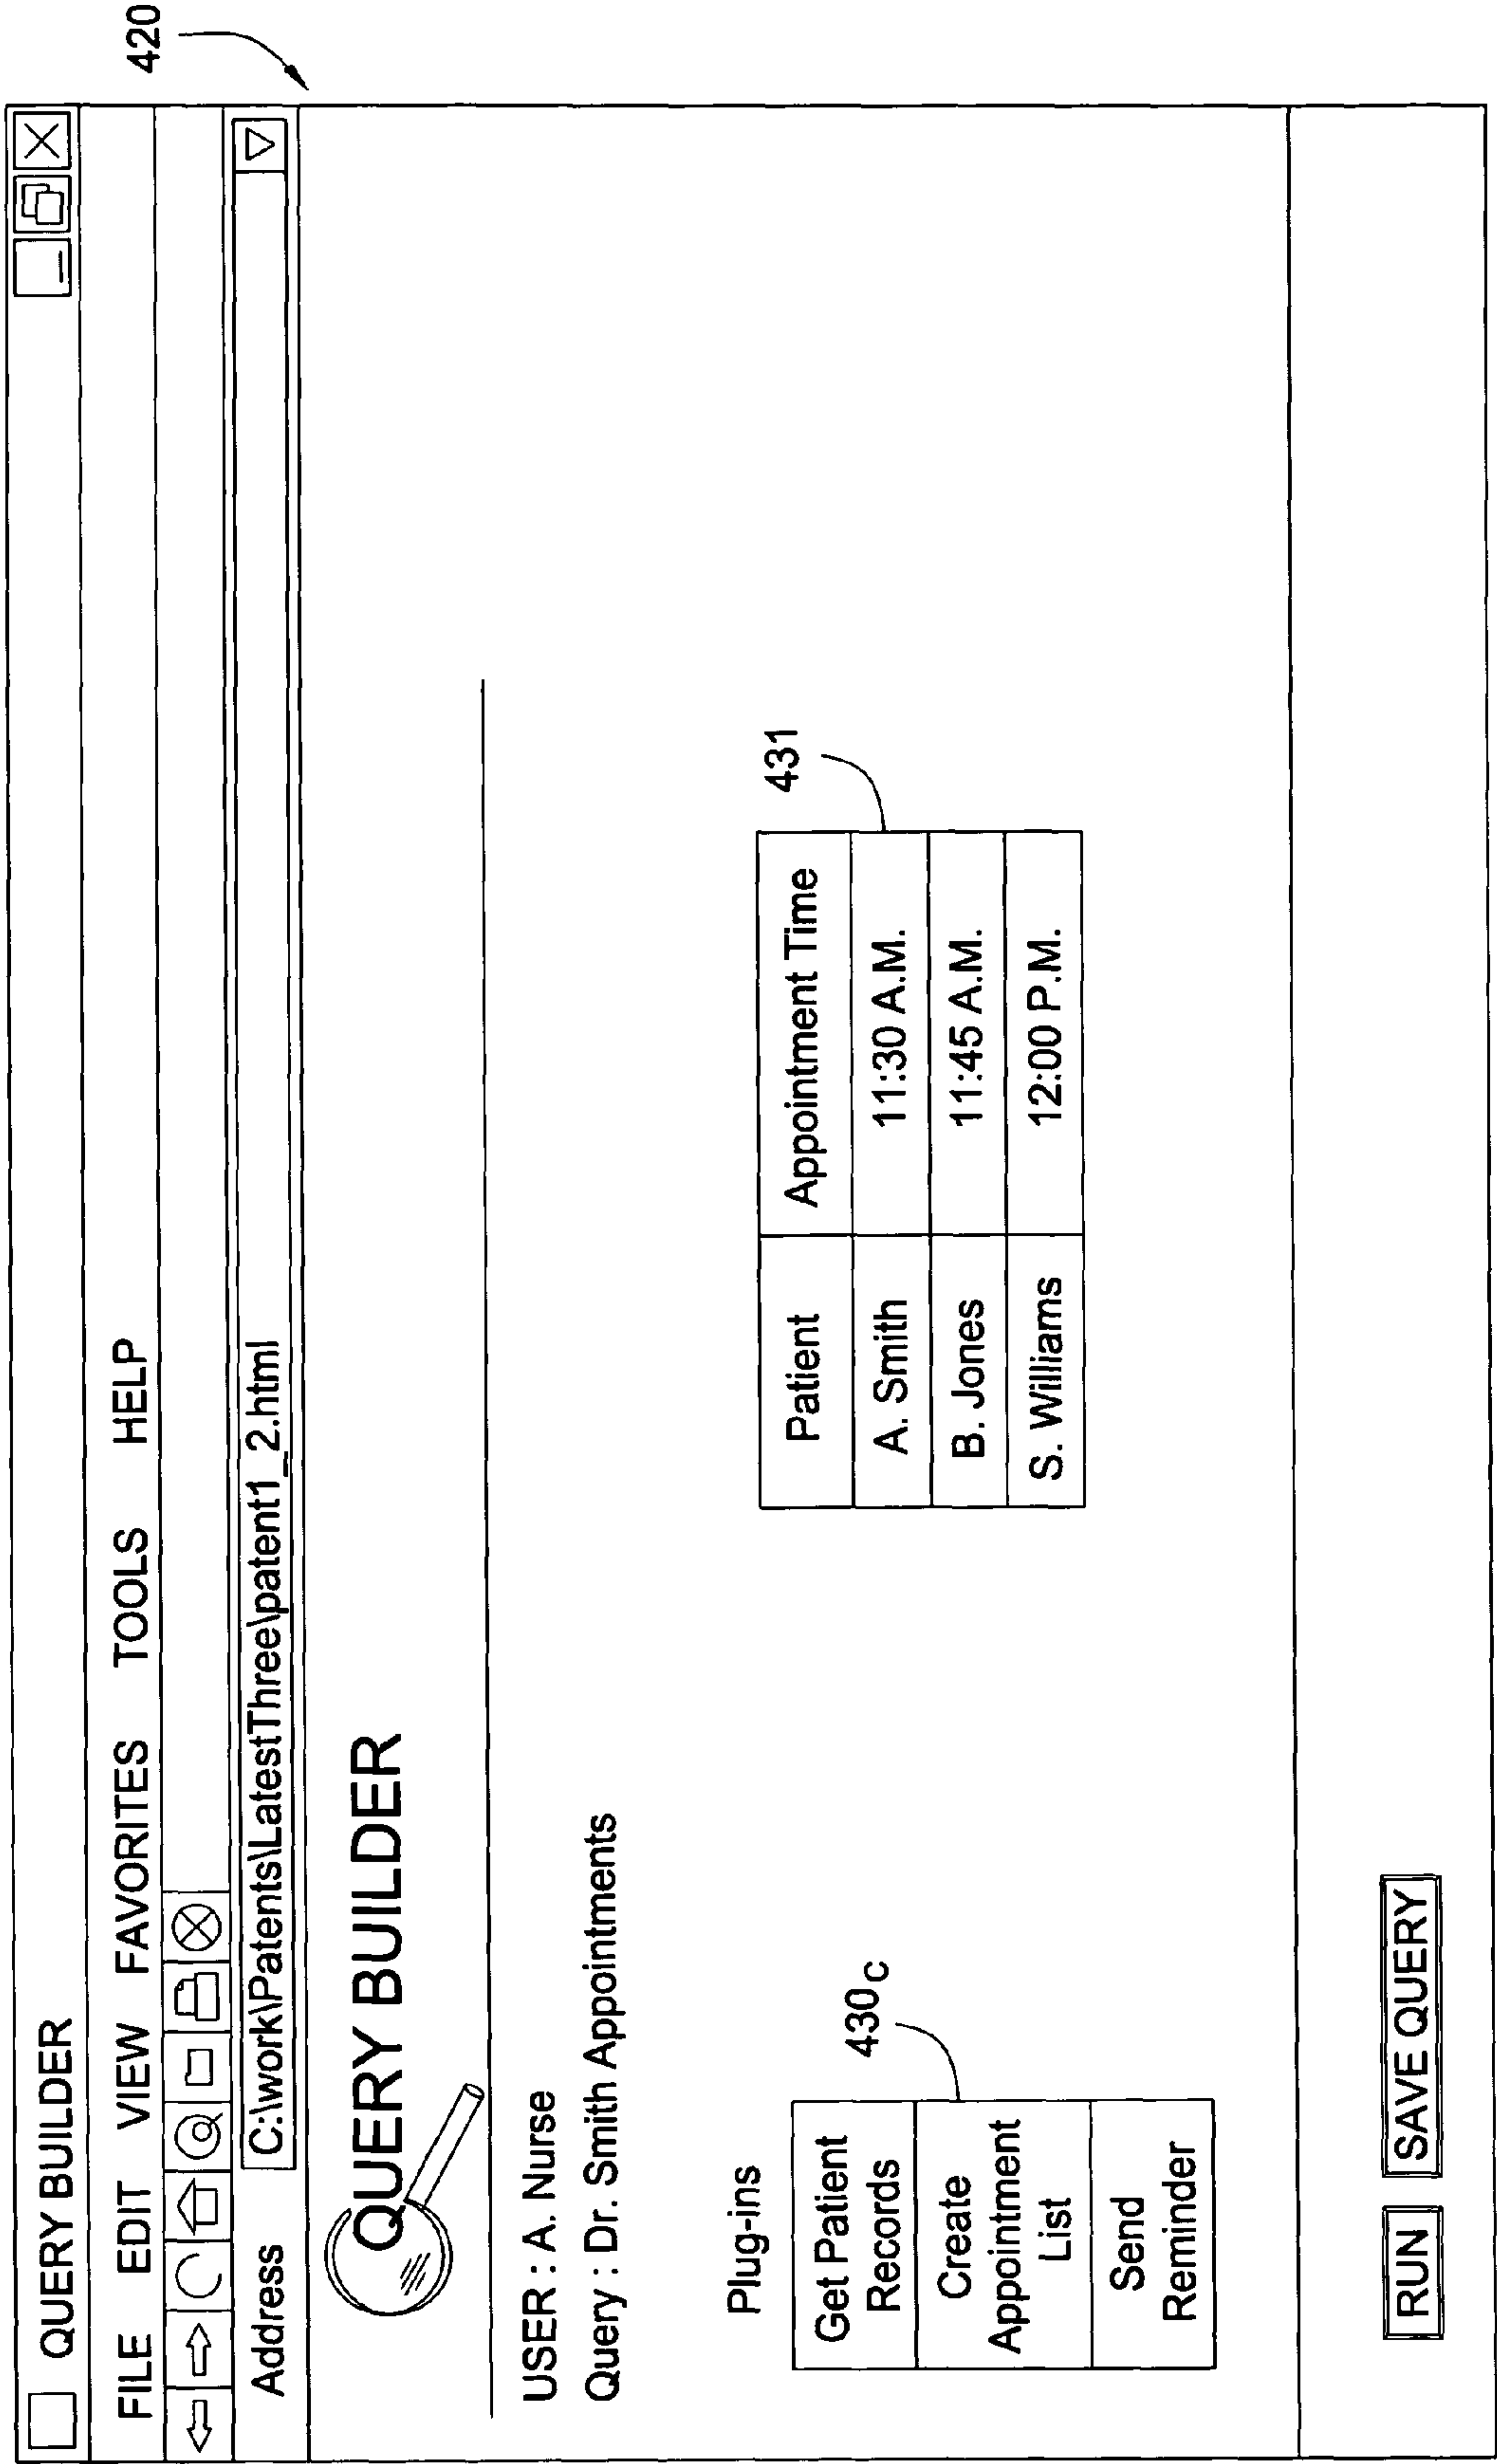 420
QUERY BUILDER
FILE EDIT VIEW FAVORITES TOOLS HELP
Address C:\work\Patents\LatestThree\patent1_2.html
QUERY BUILDER
USER : A. Nurse
Query : Dr. Smith Appointments
Plug-ins
430c
Get Patient
Records
Create
Appointment
List
Send
Reminder
431
Patient Appointment Time
A. Smith 11:30 A.M.
B. Jones 11:45 A.M.
S. Williams 12:00 P.M.
RUN SAVE QUERY